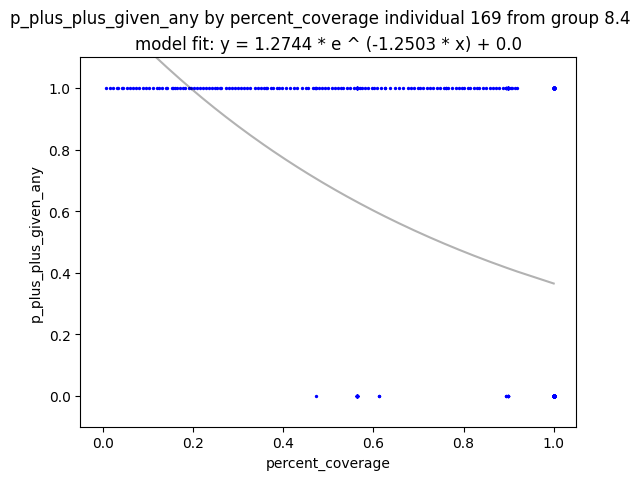 p_plus_plus_given_any by percent_coverage individual 169 from group 8.4
model fit: y = 1.2744 * e ^ (-1.2503 * x) + 0.0
1.0
0.8
0.6
0.4
0.2
0.0
p_plus_plus_given_any
0.0 0.2 0.4 0.6 0.8 1.0
percent_coverage